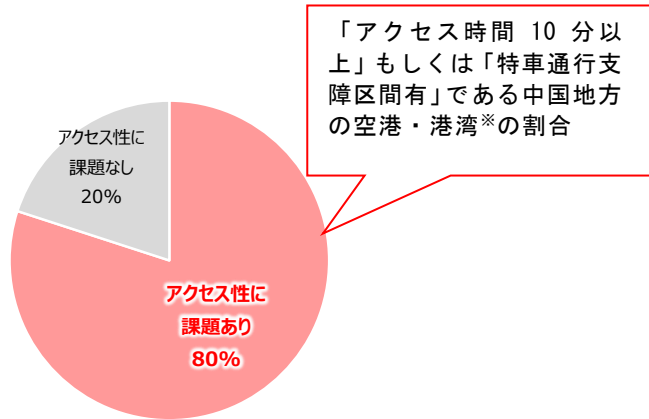 「アクセス時間 10 分以
上」もしくは「特車通行支
障区間有」である中国地方
の空港・港湾※の割合
アクセス性に
課題なし
20%
アクセス性に
課題あり
80%